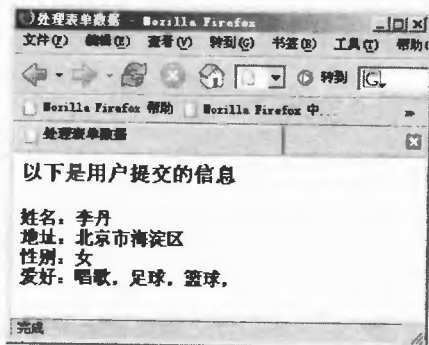 处理表单数据 - Mozilla Firefox
文件(F) 编辑(E) 查看(V) 转到(G) 书签(B) 工具(T) 帮助
转到 G
Mozilla Firefox 帮助 Mozilla Firefox 中...
处理表单数据
以下是用户提交的信息
姓名：李丹
地址：北京市海淀区
性别：女
爱好：唱歌，足球，篮球，
完成